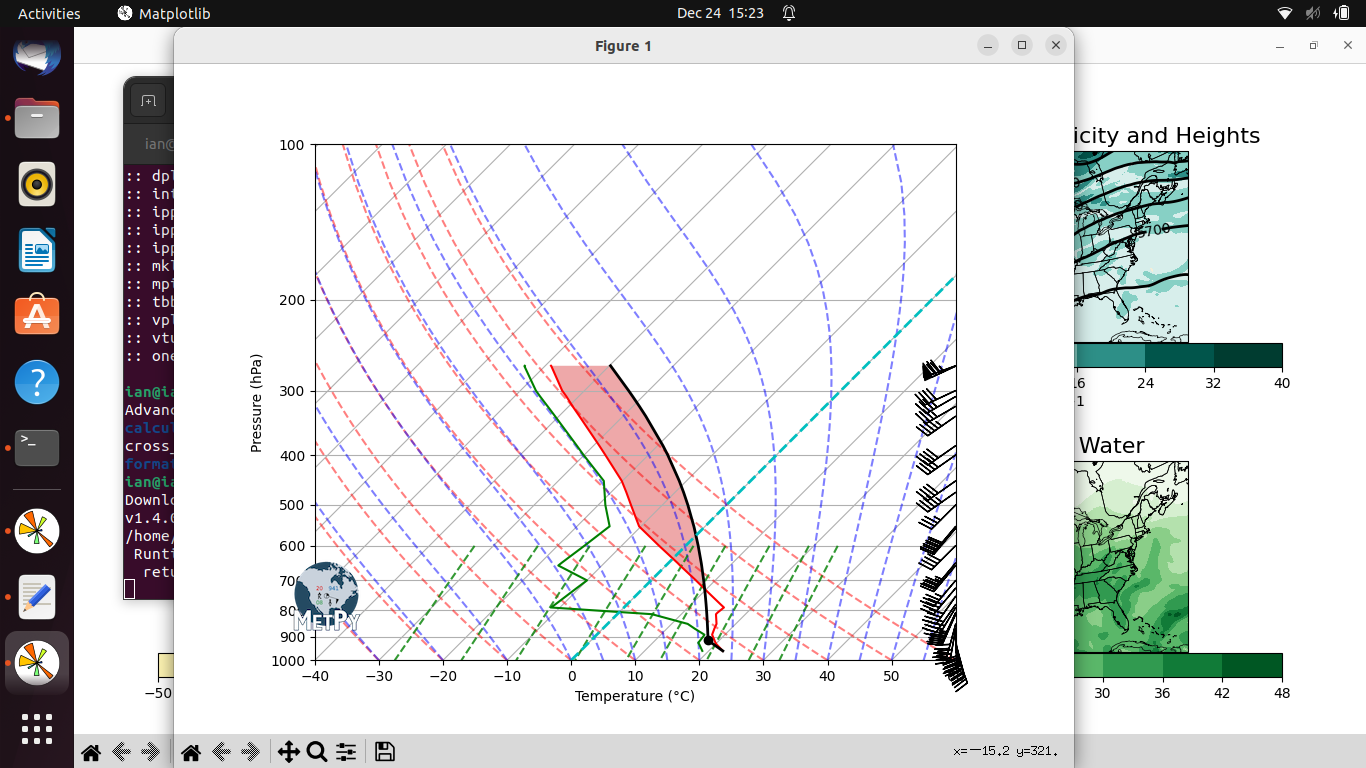 Activities
Matplotlib
Dec 24 15:23
Figure 1
ian@
:: dpl
:: int
:: ipp
:: ipp
:: ipp
:: mkl
:: mpi
:: tbb
:: vpl
:: vtu
:: one
ian@ia
Advanc
calcul
cross_
format
ian@ia
Downlo
v1.4.0
/home/
Runti
retu
−50
100
200
300
400
500
600
700
800
900
1000
Pressure (hPa)
−40
−30
−20
−10
0
10
20
30
40
50
Temperature (°C)
METPY
icity and Heights
5700
16
24
32
40
1
Water
30
36
42
48
x=−15.2 y=321.